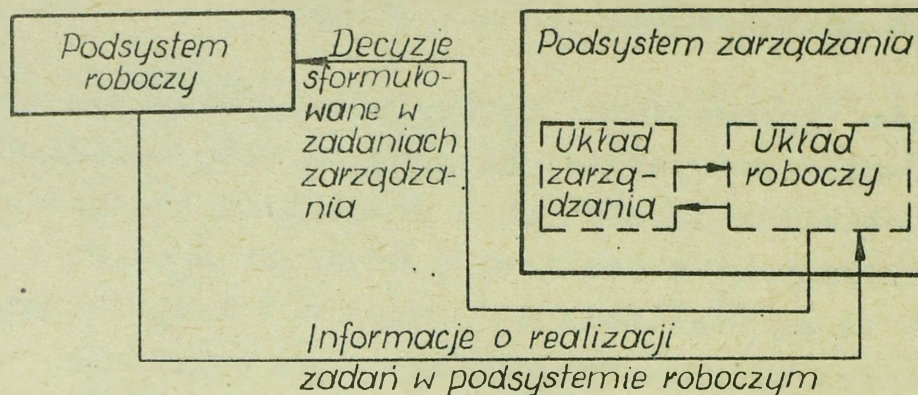 Podsystem
roboczy
Decyzje
sformuło-
wane w
zadaniach
zarządza-
nia
Podsystem zarządzania
Układ
zarzą-
dzania
Układ
roboczy
Informacje o realizacji
zadań w podsystemie roboczym